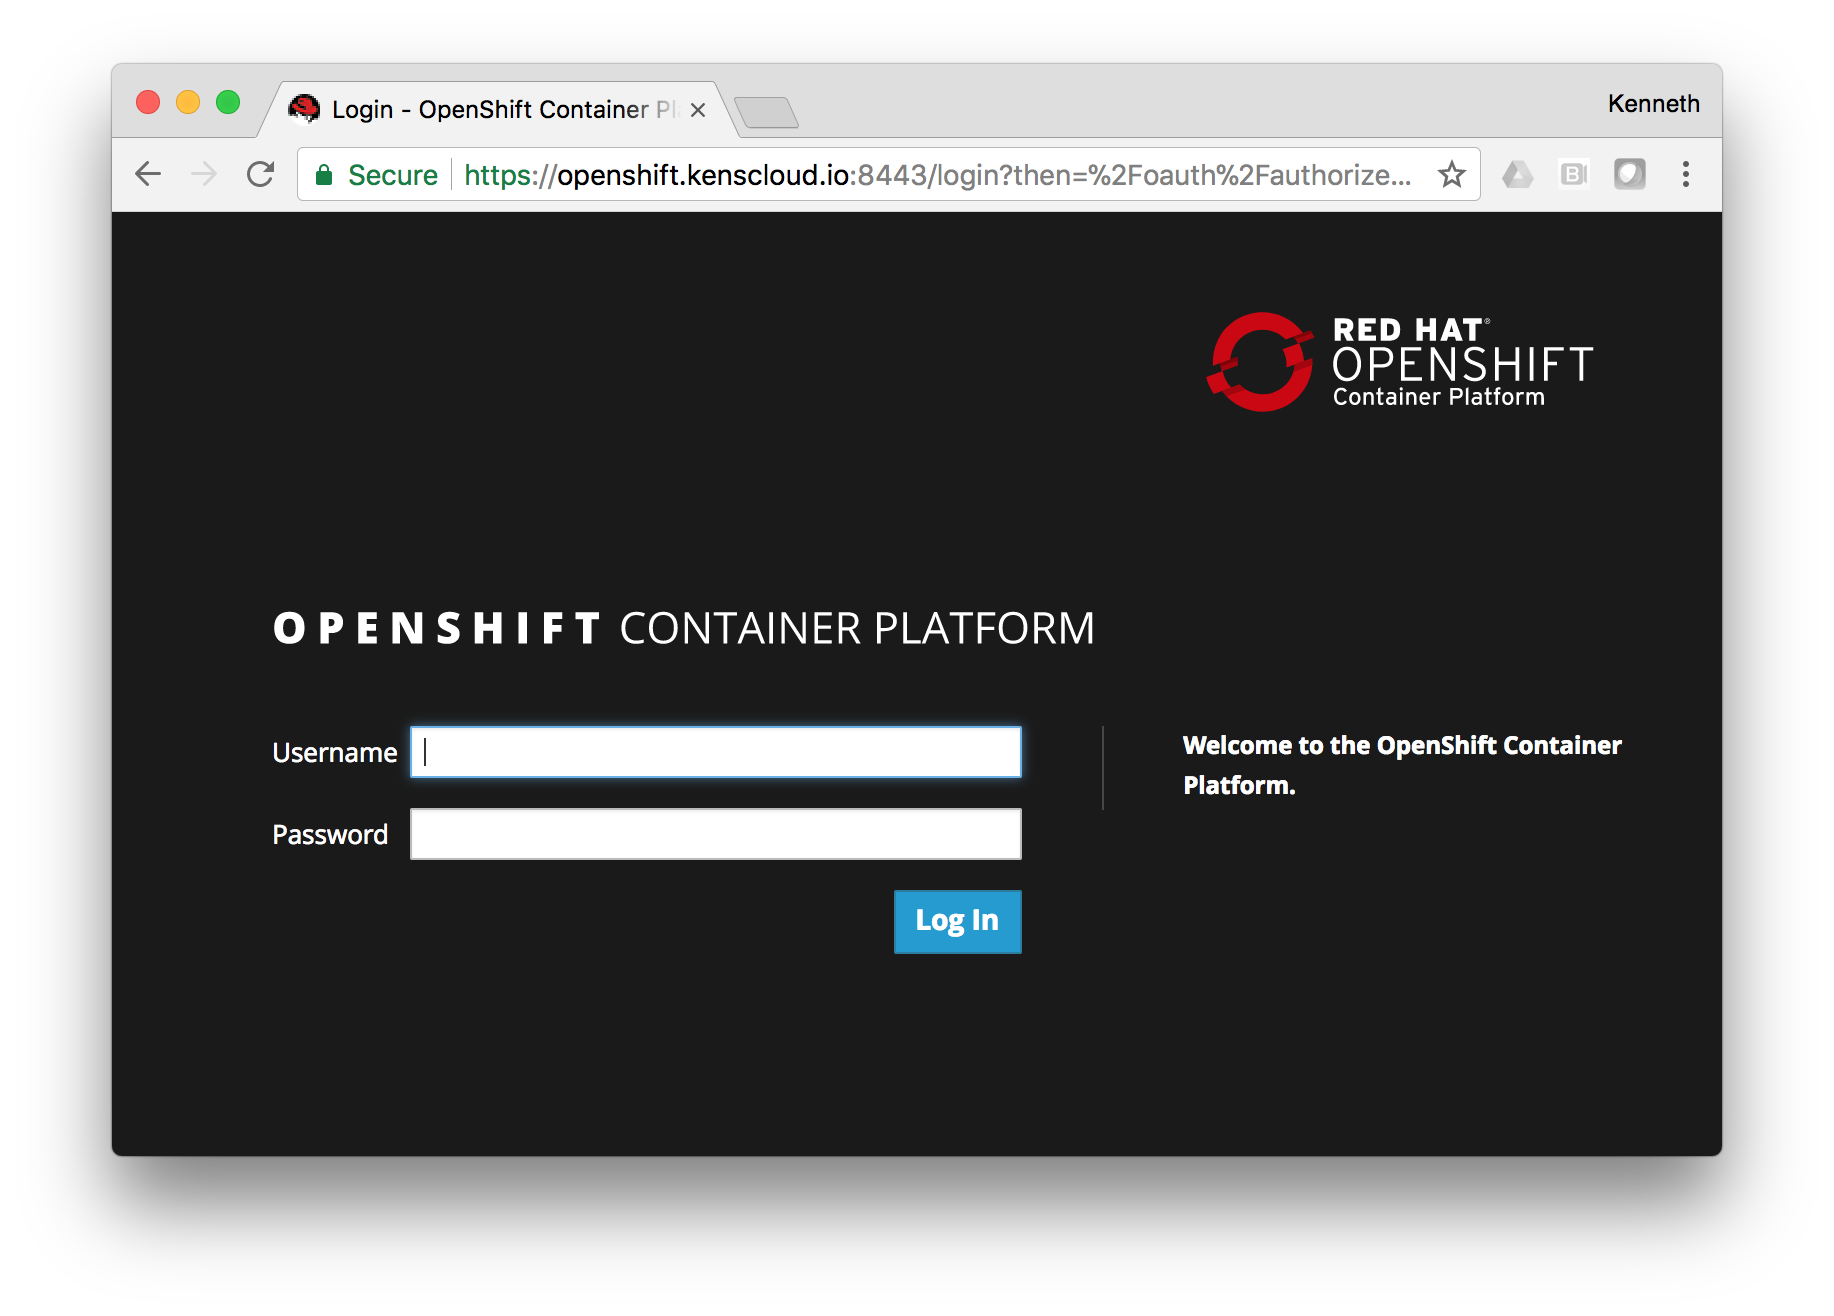 Login - OpenShift Container Pl
Kenneth
Secure https://openshift.kenscloud.io:8443/login?then=%2Foauth%2Fauthorize...
RED HAT®
OPENSHIFT
Container Platform
OPENSHIFT CONTAINER PLATFORM
Username
Welcome to the OpenShift Container
Platform.
Password
Log In